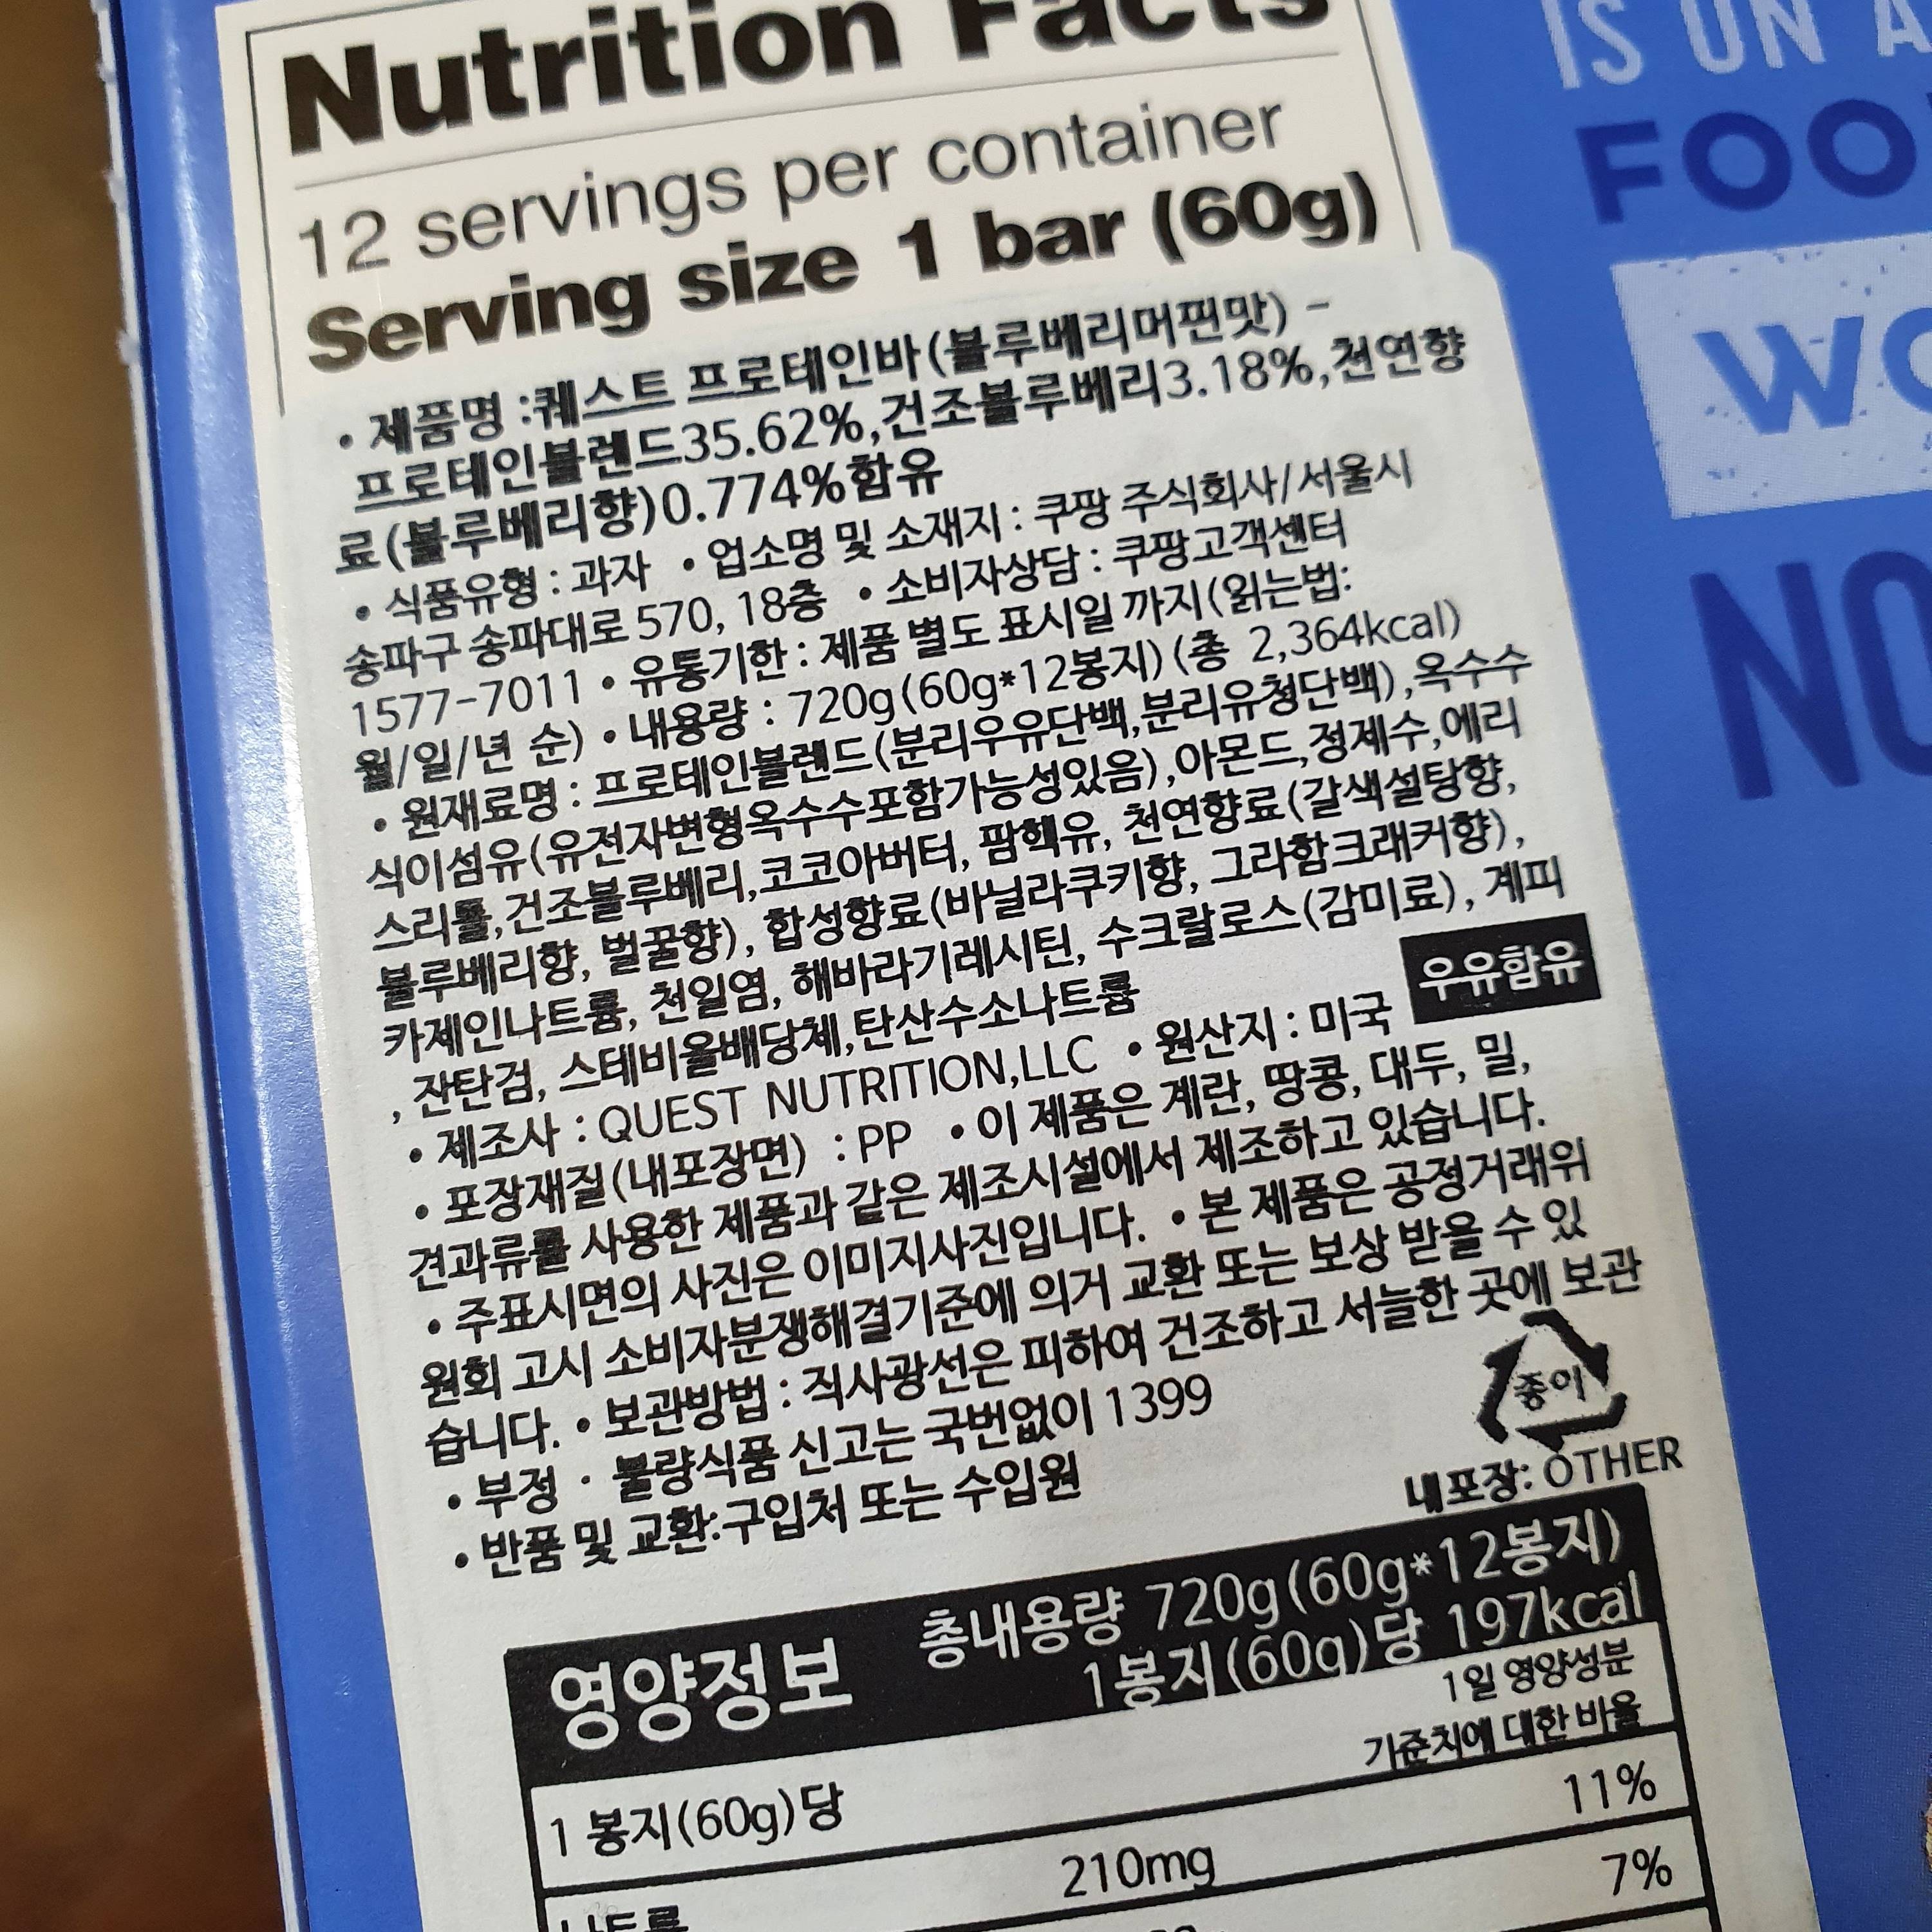 Nutrition Facts
12 servings per container
Serving size 1 bar (60g)
• 제품명 :퀘스트 프로테인바(블루베리머핀맛) -
프로테인블렌드35.62%,건조블루베리3.18%,천연향
료(블루베리향)0.774%함유
• 식품유형 : 과자 • 업소명 및 소재지 : 쿠팡 주식회사/서울시
송파구 송파대로 570, 18층 • 소비자상담 : 쿠팡고객센터
1577-7011 • 유통기한 : 제품 별도 표시일 까지(읽는법:
월/일/년 순) • 내용량 : 720g(60g*12봉지) (총 2,364kcal)
• 원재료명 : 프로테인블렌드(분리우유단백,분리유청단백),옥수수
식이섬유(유전자변형옥수수포함가능성있음),아몬드,정제수,에리
스리톨,건조블루베리,코코아버터, 팜핵유, 천연향료(갈색설탕향,
블루베리향, 벌꿀향), 합성향료(바닐라쿠키향, 그라함크래커향),
카제인나트륨, 천일염, 해바라기레시틴, 수크랄로스(감미료), 계피
, 잔탄검, 스테비올배당체,탄산수소나트륨
우유함유
• 제조사 : QUEST NUTRITION,LLC • 원산지 : 미국
• 포장재질(내포장면) : PP • 이 제품은 계란, 땅콩, 대두, 밀,
견과류를 사용한 제품과 같은 제조시설에서 제조하고 있습니다.
• 주표시면의 사진은 이미지사진입니다. • 본 제품은 공정거래위
원회 고시 소비자분쟁해결기준에 의거 교환 또는 보상 받을 수 있
습니다. • 보관방법 : 직사광선은 피하여 건조하고 서늘한 곳에 보관
• 부정 · 불량식품 신고는 국번없이 1399
• 반품 및 교환:구입처 또는 수입원
종이
내포장: OTHER
영양정보
총내용량 720g(60g*12봉지)
1봉지(60g)당 197kcal
1 봉지(60g)당
1일 영양성분
기준치에 대한 비율
나트륨
210mg
11%
7%
IS UN A
FOO
WO
NO